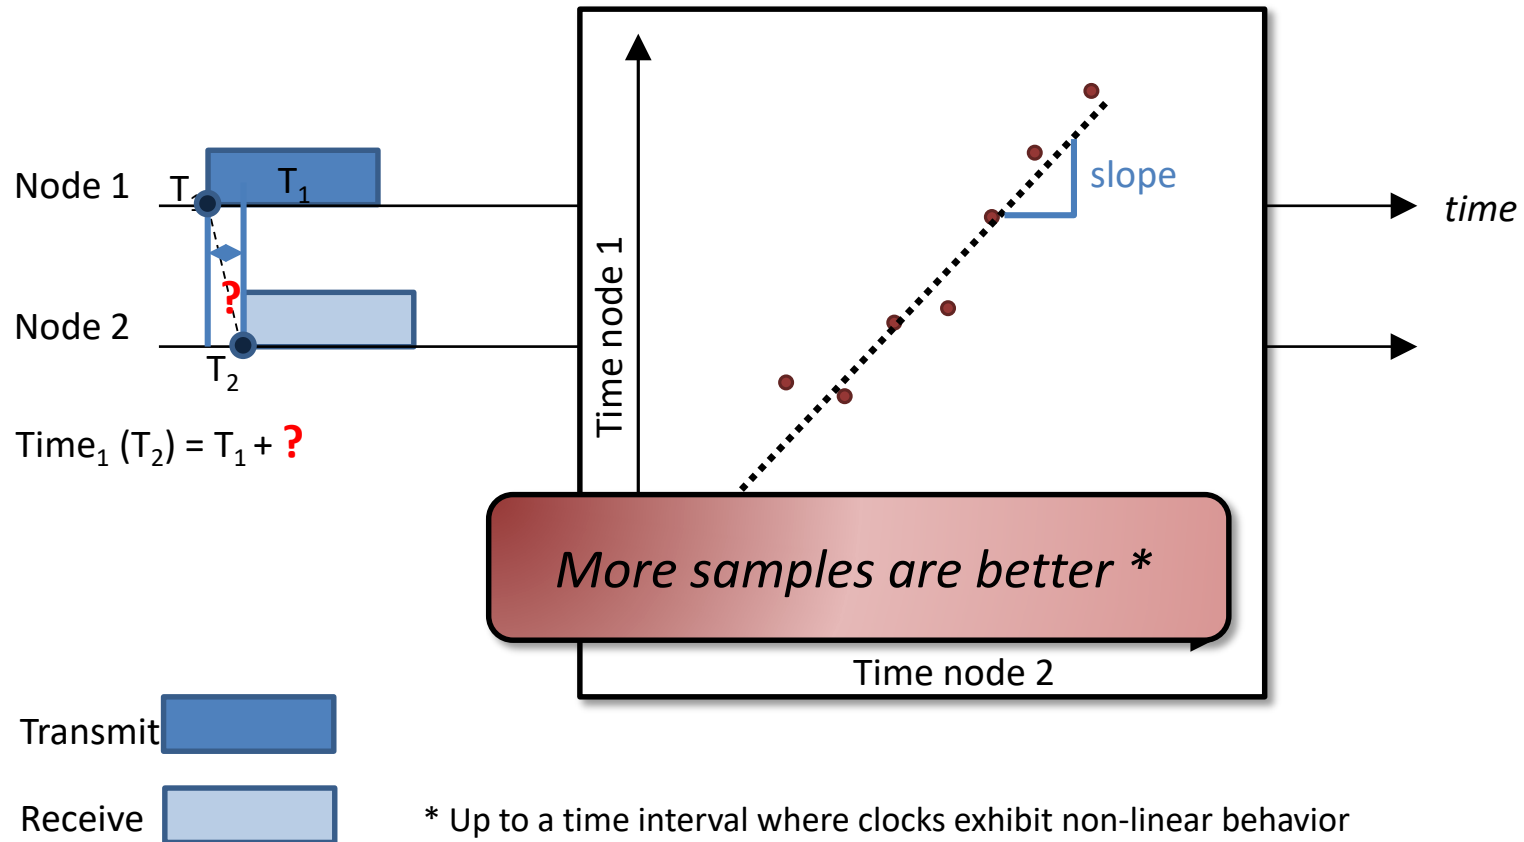 Node 1
T₁
T₁
slope
time
Time node 1
?
Node 2
T₂
Time₁ (T₂) = T₁ + ?
More samples are better *
Time node 2
Transmit
Receive
* Up to a time interval where clocks exhibit non-linear behavior